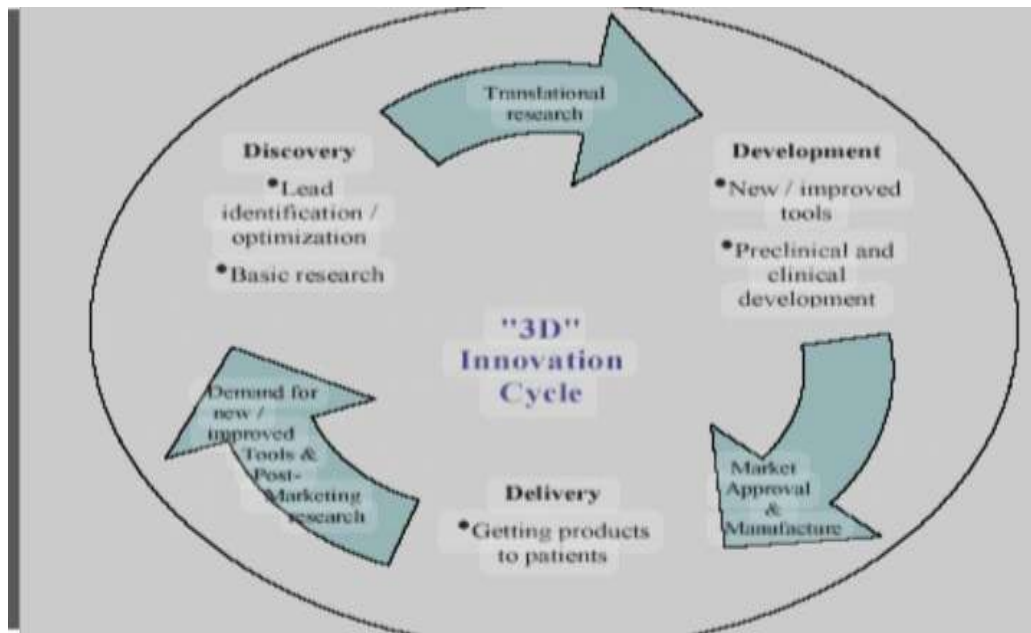 Translational
research
Discovery
•Lead
identification /
optimization
•Basic research
Development
•New / improved
tools
•Preclinical and
clinical
development
"3D"
Innovation
Cycle
Demand for
new /
improved
Tools &
Post-
Marketing
research
Delivery
•Getting products
to patients
Market
Approval
&
Manufacture